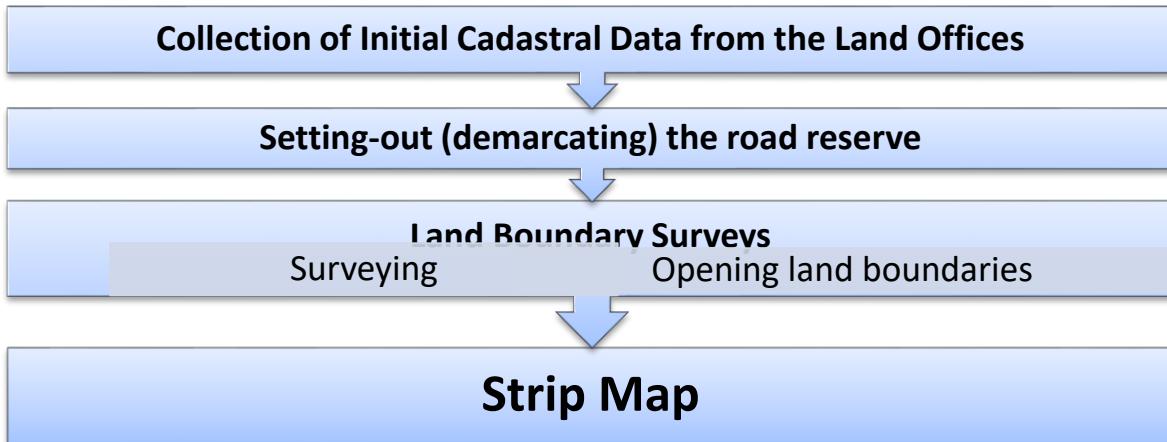 Collection of Initial Cadastral Data from the Land Offices
Setting-out (demarcating) the road reserve
Land Boundary Surveys
Surveying
Opening land boundaries
Strip Map